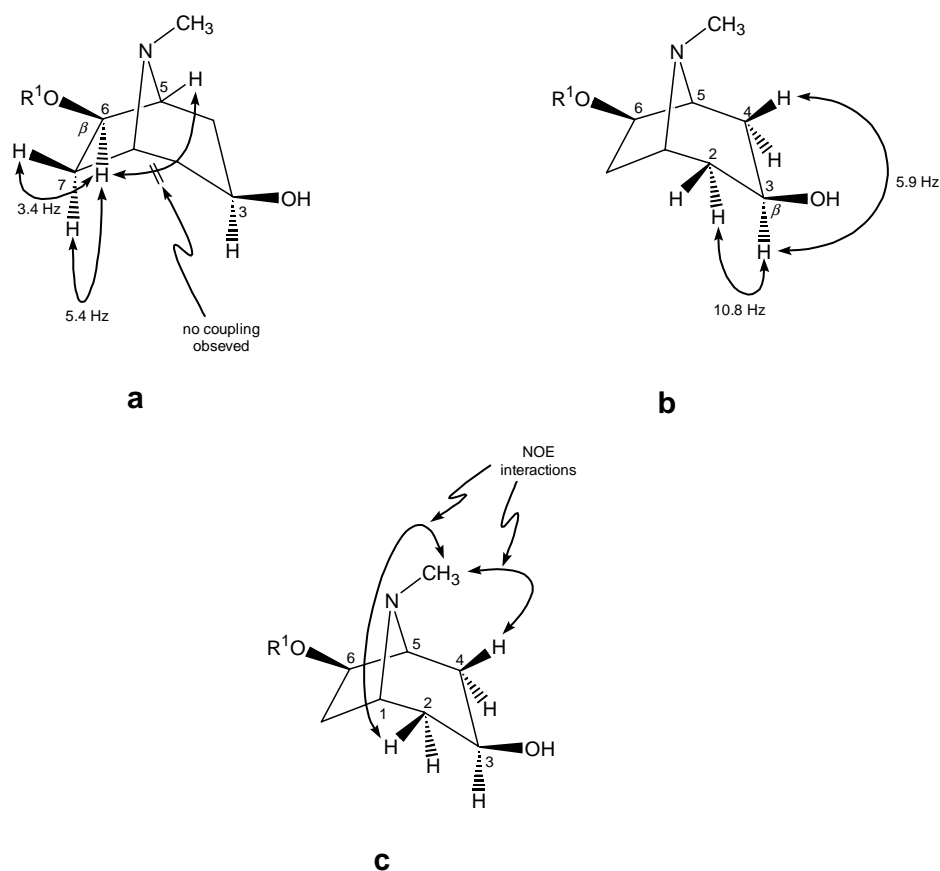 CH3
N
5
H
R1O
6
β
H
7
H
3.4 Hz
H
3
OH
H
5.4 Hz
no coupling
obseved
a
CH3
N
5
H
R1O
6
4
H
2
3
5.9 Hz
H
H
β
OH
H
10.8 Hz
b
NOE
interactions
CH3
N
H
R1O
6
5
4
H
1
2
H
H
3
OH
H
c